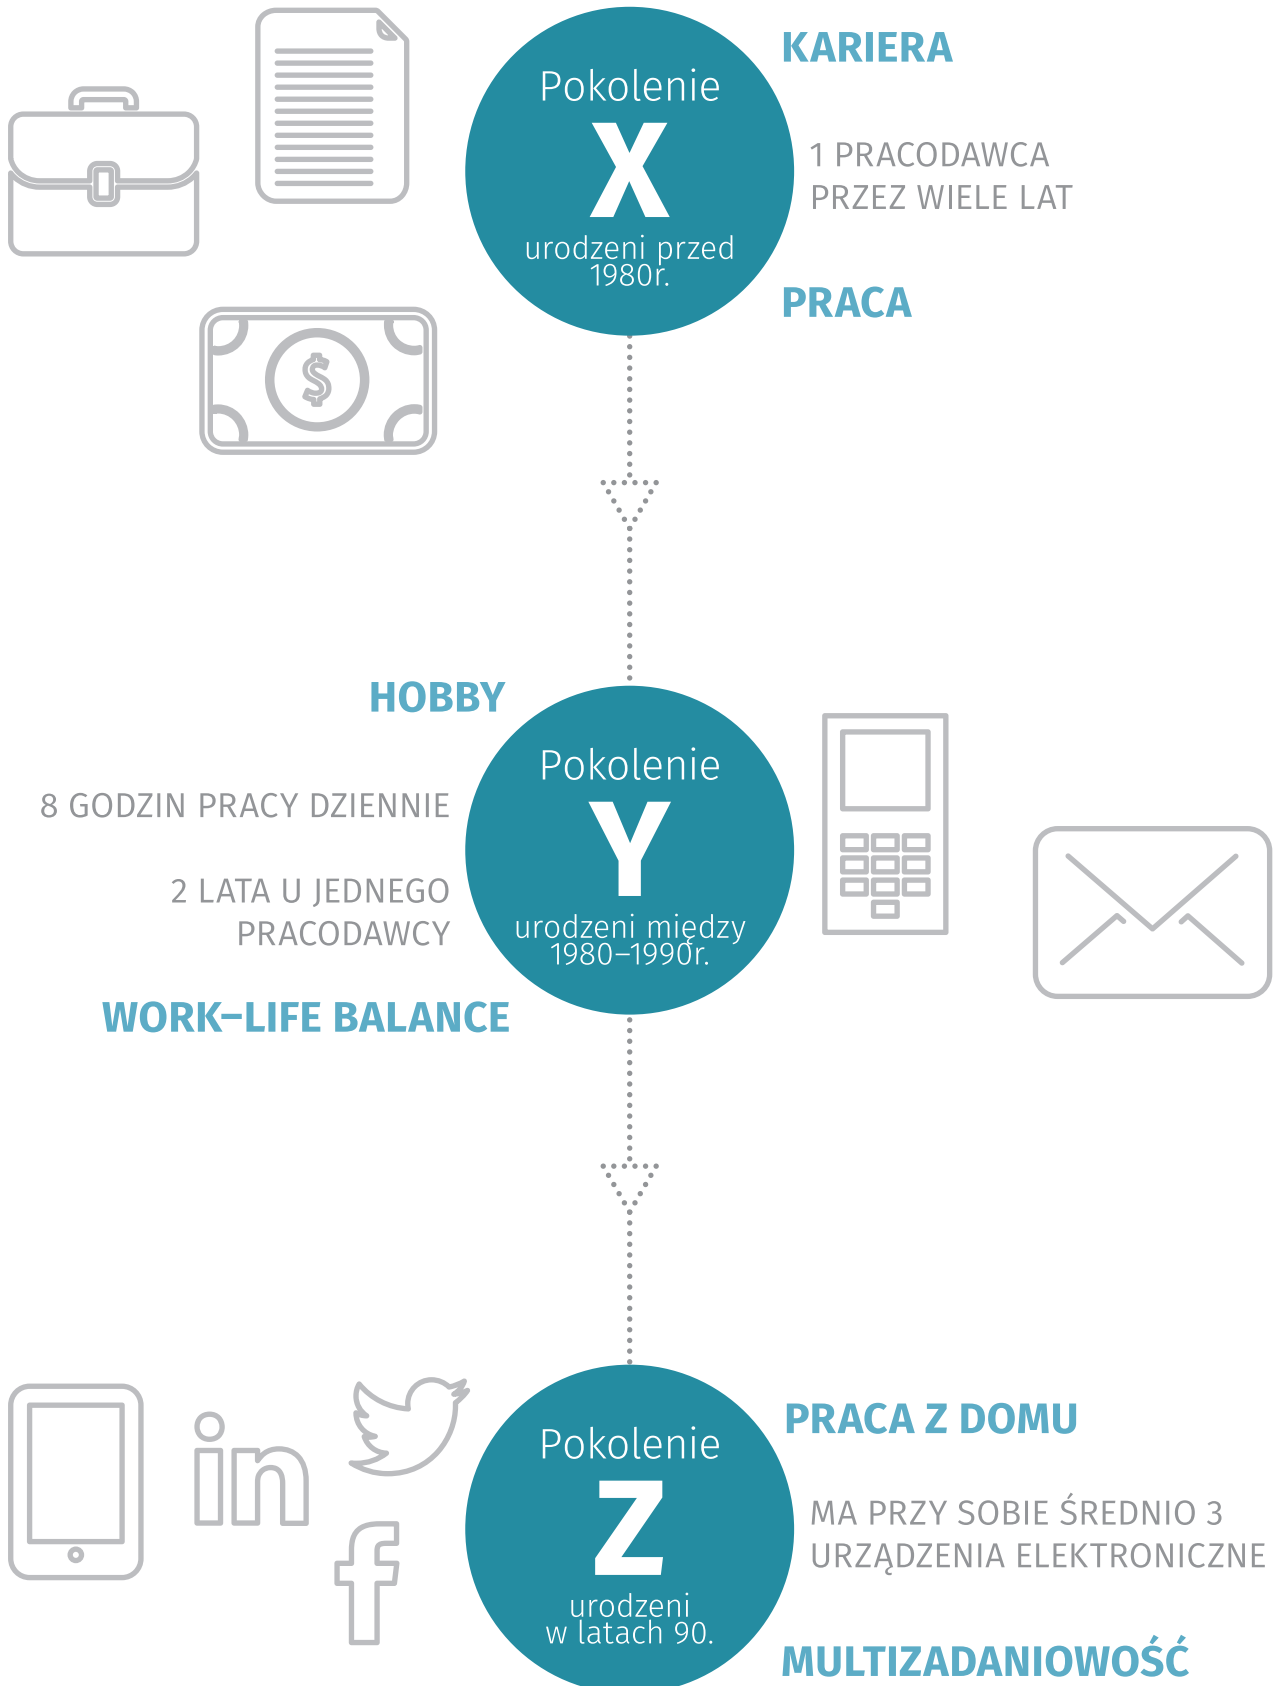 Pokolenie
X
urodzeni przed
1980r.
KARIERA
1 PRACODAWCA
PRZEZ WIELE LAT
PRACA
$
HOBBY
8 GODZIN PRACY DZIENNIE
2 LATA U JEDNEGO
PRACODAWCY
WORK–LIFE BALANCE
Pokolenie
Y
urodzeni między
1980–1990r.
in
f
Pokolenie
Z
urodzeni
w latach 90.
PRACA Z DOMU
MA PRZY SOBIE ŚREDNIO 3
URZĄDZENIA ELEKTRONICZNE
MULTIZADANIOWOŚĆ